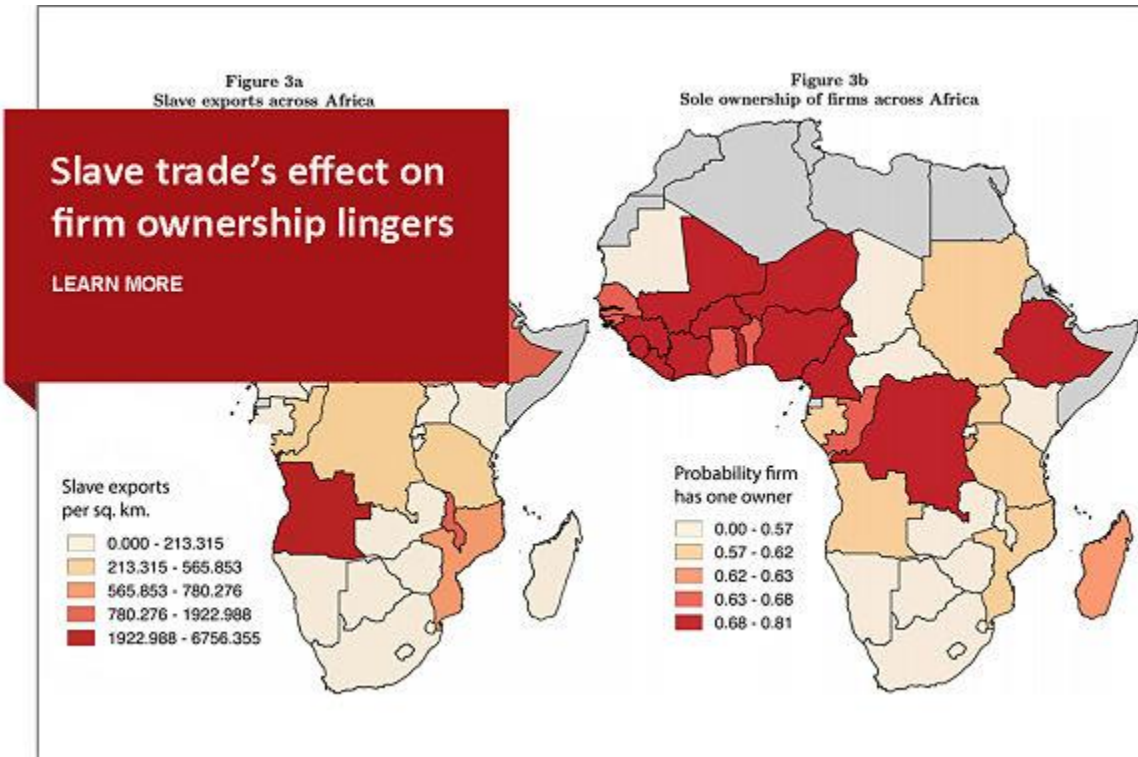 Figure 3a
Slave exports across Africa
Slave trade's effect on
firm ownership lingers
LEARN MORE
Slave exports
per sq. km.
0.000 - 213.315
213.315 - 565.853
565.853 - 780.276
780.276 - 1922.988
1922.988 - 6756.355
Figure 3b
Sole ownership of firms across Africa
Probability firm
has one owner
0.00 - 0.57
0.57 - 0.62
0.62 - 0.63
0.63 - 0.68
0.68 - 0.81